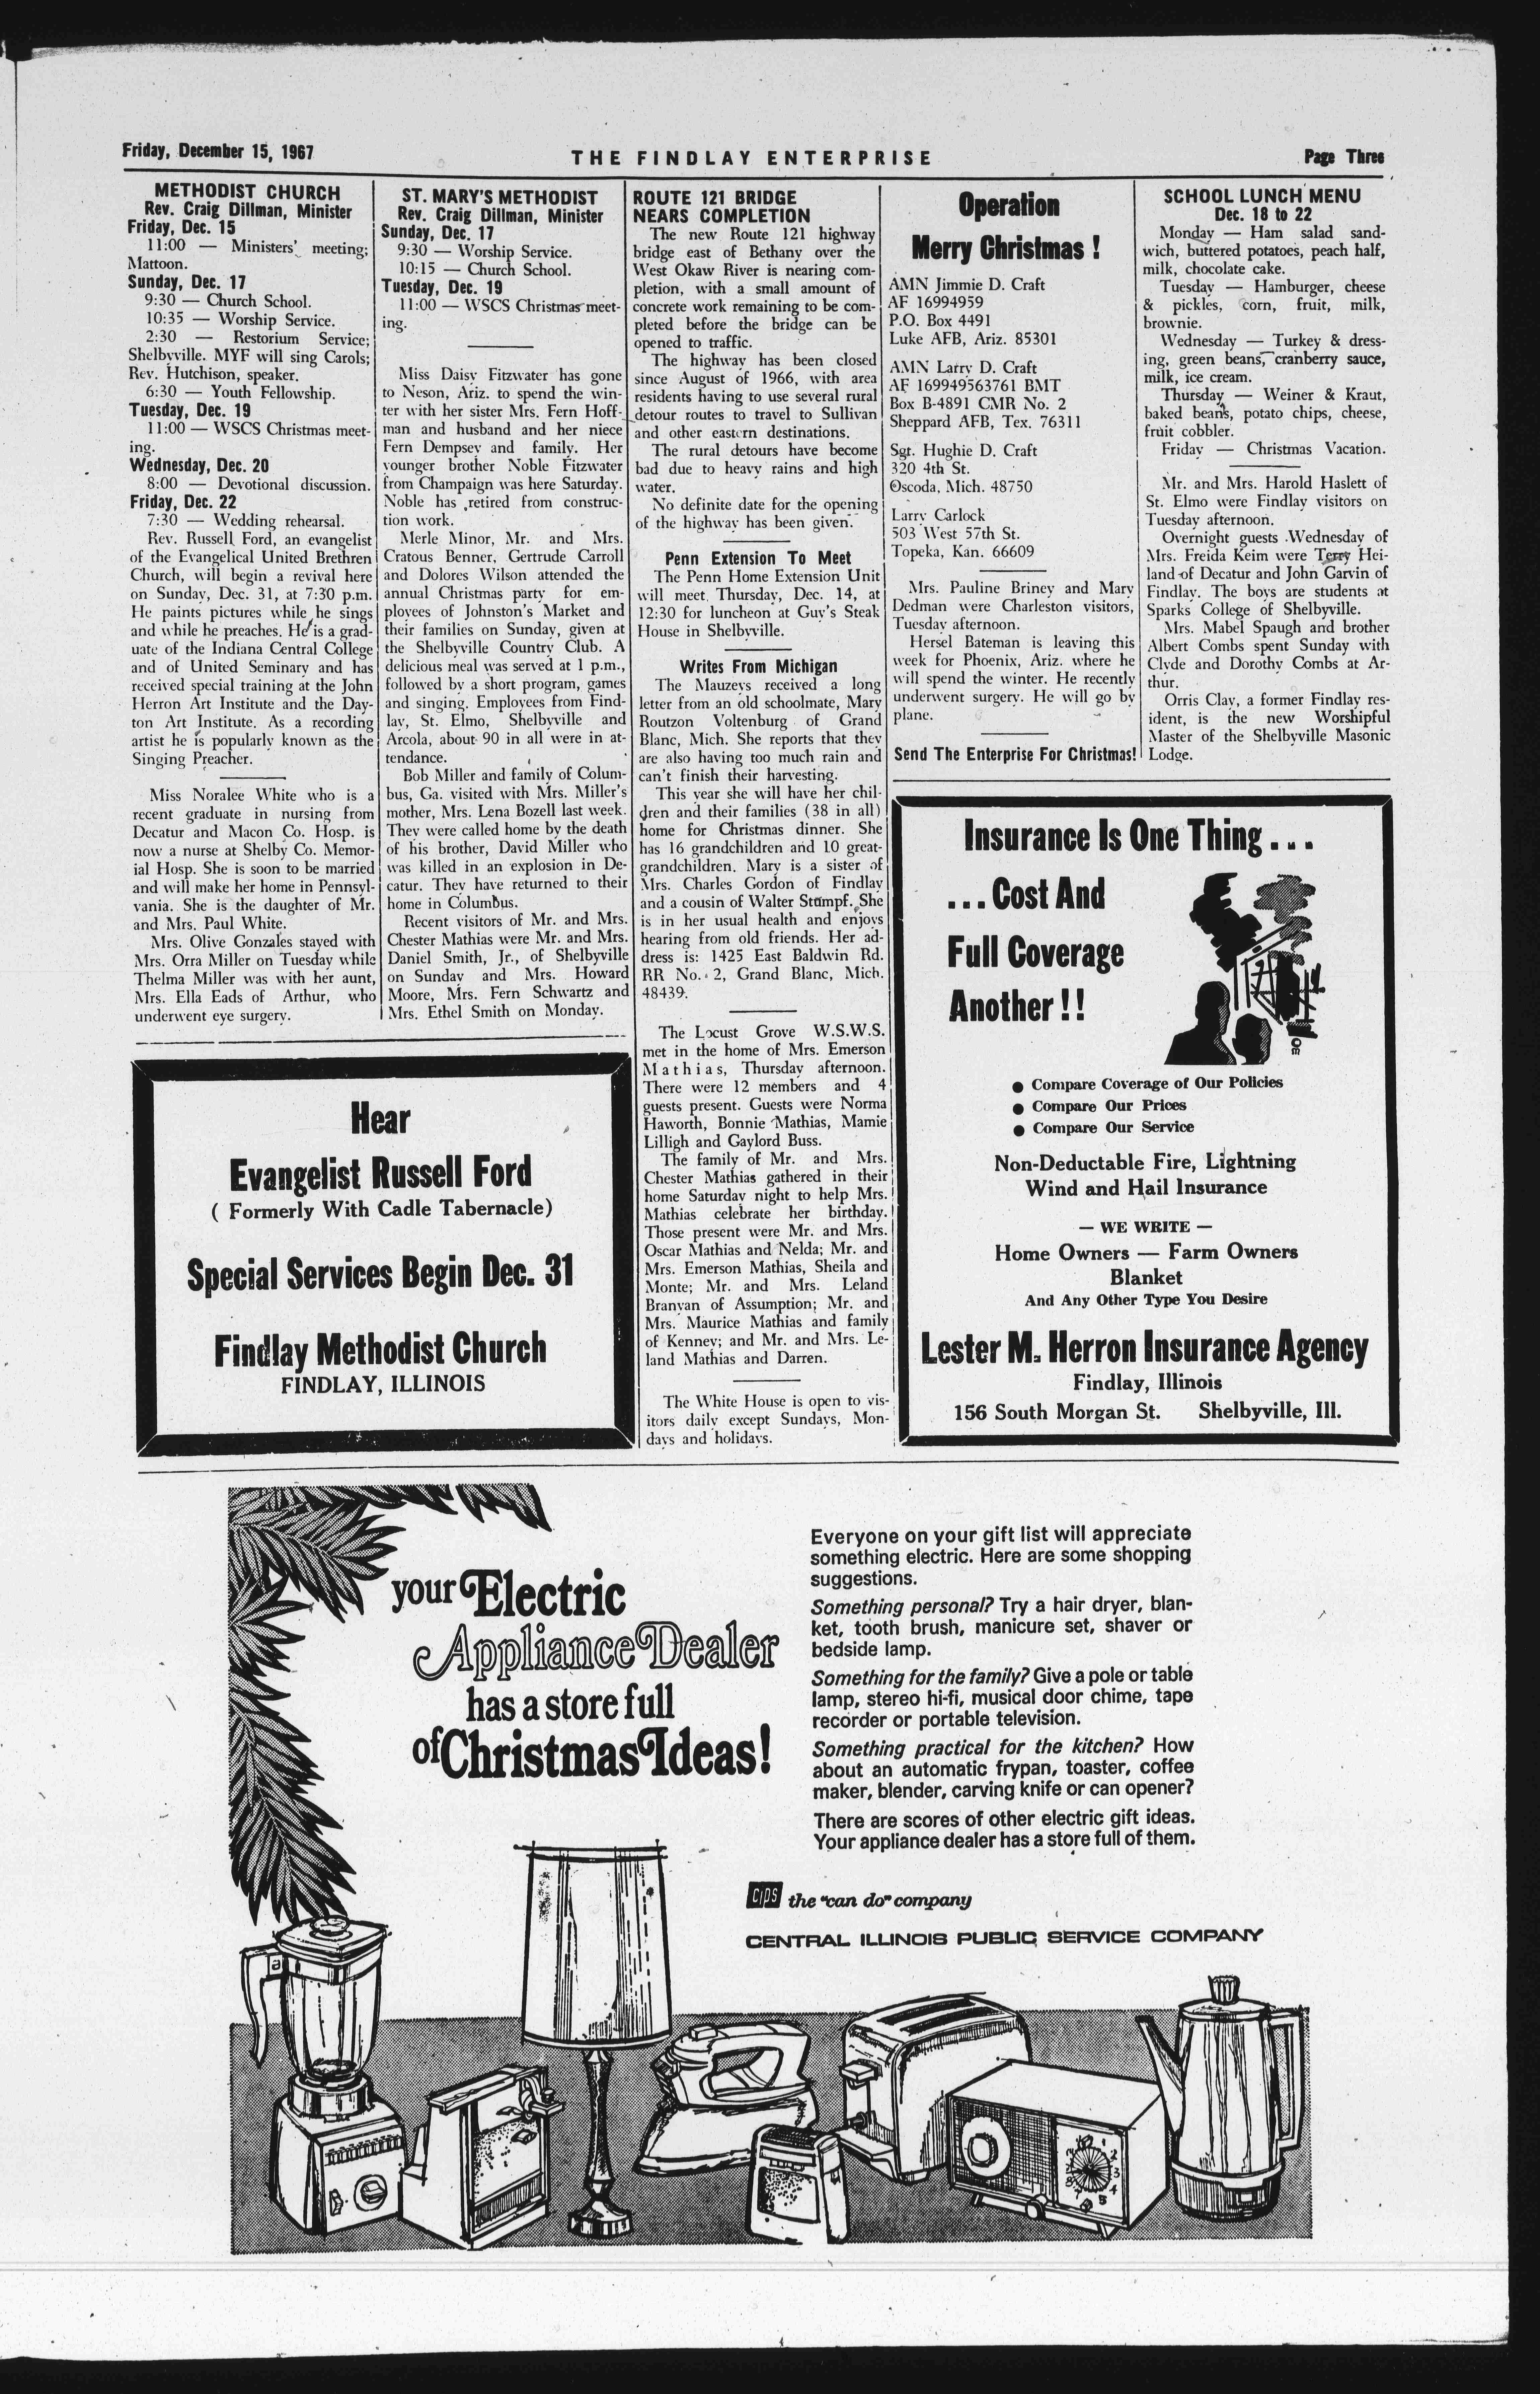 Friday, December 15, 1967
THE FINDLAY ENTERPRISE
Page Three
METHODIST CHURCH
Rev. Craig Dillman, Minister
Friday, Dec. 15
11:00 — Ministers' meeting;
Mattoon.
Sunday, Dec. 17
9:30 — Church School.
10:35 — Worship Service.
2:30 — Restorium Service;
Shelbyville. MYF will sing Carols;
Rev. Hutchison, speaker.
6:30 — Youth Fellowship.
Tuesday, Dec. 19
11:00 — WSCS Christmas meet-
ing.
Wednesday, Dec. 20
8:00 — Devotional discussion.
Friday, Dec. 22
7:30 — Wedding rehearsal.
Rev. Russell Ford, an evangelist
of the Evangelical United Brethren
Church, will begin a revival here
on Sunday, Dec. 31, at 7:30 p.m.
He paints pictures while he sings
and while he preaches. He is a grad-
uate of the Indiana Central College
and of United Seminary and has
received special training at the John
Herron Art Institute and the Day-
ton Art Institute. As a recording
artist he is popularly known as the
Singing Preacher.
Miss Noralee White who is a
recent graduate in nursing from
Decatur and Macon Co. Hosp. is
now a nurse at Shelby Co. Memor-
ial Hosp. She is soon to be married
and will make her home in Pennsyl-
vania. She is the daughter of Mr.
and Mrs. Paul White.
Mrs. Olive Gonzales stayed with
Mrs. Orra Miller on Tuesday while
Thelma Miller was with her aunt,
Mrs. Ella Eads of Arthur, who
underwent eye surgery.
ST. MARY'S METHODIST
Rev. Craig Dillman, Minister
Sunday, Dec. 17
9:30 — Worship Service.
10:15 — Church School.
Tuesday, Dec. 19
11:00 — WSCS Christmas meet-
ing.
Miss Daisy Fitzwater has gone
to Neson, Ariz. to spend the win-
ter with her sister Mrs. Fern Hoff-
man and husband and her niece
Fern Dempsey and family. Her
younger brother Noble Fitzwater
from Champaign was here Saturday.
Noble has retired from construc-
tion work.
Merle Minor, Mr. and Mrs.
Cratous Benner, Gertrude Carroll
and Dolores Wilson attended the
annual Christmas party for em-
ployees of Johnston's Market and
their families on Sunday, given at
the Shelbyville Country Club. A
delicious meal was served at 1 p.m.,
followed by a short program, games
and singing. Employees from Find-
lay, St. Elmo, Shelbyville and
Arcola, about 90 in all were in at-
tendance.
Bob Miller and family of Colum-
bus, Ga. visited with Mrs. Miller's
mother, Mrs. Lena Bozell last week.
They were called home by the death
of his brother, David Miller who
was killed in an explosion in De-
catur. They have returned to their
home in Columbus.
Recent visitors of Mr. and Mrs.
Chester Mathias were Mr. and Mrs.
Daniel Smith, Jr., of Shelbyville
on Sunday and Mrs. Howard
Moore, Mrs. Fern Schwartz and
Mrs. Ethel Smith on Monday.
ROUTE 121 BRIDGE
NEARS COMPLETION
The new Route 121 highway
bridge east of Bethany over the
West Okaw River is nearing com-
pletion, with a small amount of
concrete work remaining to be com-
pleted before the bridge can be
opened to traffic.
The highway has been closed
since August of 1966, with area
residents having to use several rural
detour routes to travel to Sullivan
and other eastern destinations.
The rural detours have become
bad due to heavy rains and high
water.
No definite date for the opening
of the highway has been given.
Penn Extension To Meet
The Penn Home Extension Unit
will meet Thursday, Dec. 14, at
12:30 for luncheon at Guy's Steak
House in Shelbyville.
Writes From Michigan
The Mauzeys received a long
letter from an old schoolmate, Mary
Routzon Voltenburg of Grand
Blanc, Mich. She reports that they
are also having too much rain and
can't finish their harvesting.
This year she will have her chil-
dren and their families (38 in all)
home for Christmas dinner. She
has 16 grandchildren and 10 great-
grandchildren. Mary is a sister of
Mrs. Charles Gordon of Findlay
and a cousin of Walter Stumpf. She
is in her usual health and enjoys
hearing from old friends. Her ad-
dress is: 1425 East Baldwin Rd.
RR No. 2, Grand Blanc, Mich.
48439.
The Locust Grove W.S.W.S.
met in the home of Mrs. Emerson
Mathias, Thursday afternoon.
There were 12 members and 4
guests present. Guests were Norma
Haworth, Bonnie Mathias, Mamie
Lilligh and Gaylord Buss.
The family of Mr. and Mrs.
Chester Mathias gathered in their
home Saturday night to help Mrs.
Mathias celebrate her birthday.
Those present were Mr. and Mrs.
Oscar Mathias and Nelda; Mr. and
Mrs. Emerson Mathias, Sheila and
Monte; Mr. and Mrs. Leland
Branyan of Assumption; Mr. and
Mrs. Maurice Mathias and family
of Kenney; and Mr. and Mrs. Le-
land Mathias and Darren.
The White House is open to vis-
itors daily except Sundays, Mon-
days and holidays.
Operation
Merry Christmas !
AMN Jimmie D. Craft
AF 16994959
P.O. Box 4491
Luke AFB, Ariz. 85301
AMN Larry D. Craft
AF 169949563761 BMT
Box B-4891 CMR No. 2
Sheppard AFB, Tex. 76311
Sgt. Hughie D. Craft
320 4th St.
Oscoda, Mich. 48750
Larry Carlock
503 West 57th St.
Topeka, Kan. 66609
Mrs. Pauline Briney and Mary
Dedman were Charleston visitors,
Tuesday afternoon.
Hersel Bateman is leaving this
week for Phoenix, Ariz. where he
will spend the winter. He recently
underwent surgery. He will go by
plane.
Send The Enterprise For Christmas!
SCHOOL LUNCH MENU
Dec. 18 to 22
Monday — Ham salad sand-
wich, buttered potatoes, peach half,
milk, chocolate cake.
Tuesday — Hamburger, cheese
& pickles, corn, fruit, milk,
brownie.
Wednesday — Turkey & dress-
ing, green beans, cranberry sauce,
milk, ice cream.
Thursday — Weiner & Kraut,
baked beans, potato chips, cheese,
fruit cobbler.
Friday — Christmas Vacation.
Mr. and Mrs. Harold Haslett of
St. Elmo were Findlay visitors on
Tuesday afternoon.
Overnight guests Wednesday of
Mrs. Freida Keim were Terry Hei-
land of Decatur and John Garvin of
Findlay. The boys are students at
Sparks College of Shelbyville.
Mrs. Mabel Spaugh and brother
Albert Combs spent Sunday with
Clyde and Dorothy Combs at Ar-
thur.
Orris Clay, a former Findlay res-
ident, is the new Worshipful
Master of the Shelbyville Masonic
Lodge.
Hear
Evangelist Russell Ford
( Formerly With Cadle Tabernacle)
Special Services Begin Dec. 31
Findlay Methodist Church
FINDLAY, ILLINOIS
Insurance Is One Thing . . .
. . . Cost And
Full Coverage
Another ! !
● Compare Coverage of Our Policies
● Compare Our Prices
● Compare Our Service
Non-Deductable Fire, Lightning
Wind and Hail Insurance
— WE WRITE —
Home Owners — Farm Owners
Blanket
And Any Other Type You Desire
Lester M. Herron Insurance Agency
Findlay, Illinois
156 South Morgan St. Shelbyville, Ill.
your Electric
Appliance Dealer
has a store full
of Christmas Ideas!
Everyone on your gift list will appreciate
something electric. Here are some shopping
suggestions.
Something personal? Try a hair dryer, blan-
ket, tooth brush, manicure set, shaver or
bedside lamp.
Something for the family? Give a pole or table
lamp, stereo hi-fi, musical door chime, tape
recorder or portable television.
Something practical for the kitchen? How
about an automatic frypan, toaster, coffee
maker, blender, carving knife or can opener?
There are scores of other electric gift ideas.
Your appliance dealer has a store full of them.
CIPS the "can do" company
CENTRAL ILLINOIS PUBLIC SERVICE COMPANY